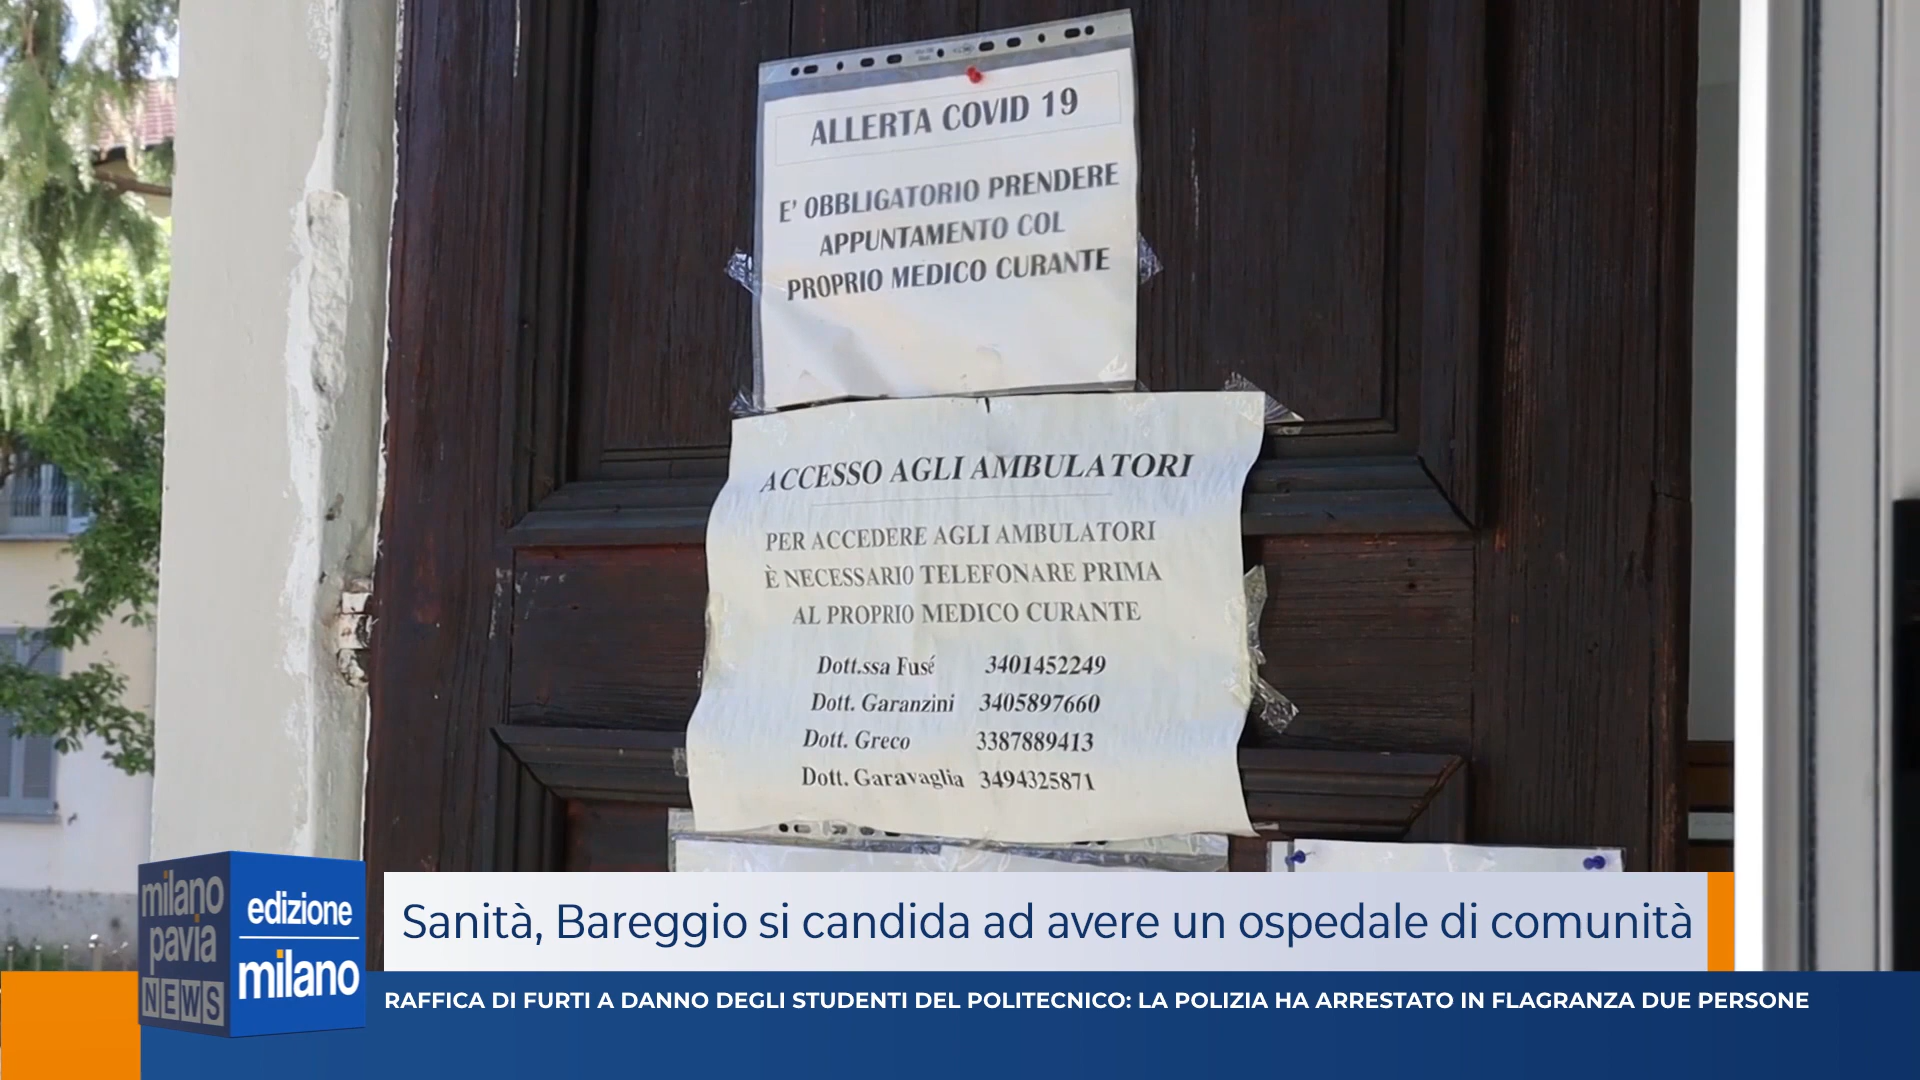 ALLERTA COVID 19
E' OBBLIGATORIO PRENDERE
APPUNTAMENTO COL
PROPRIO MEDICO CURANTE
ACCESSO AGLI AMBULATORI
PER ACCEDERE AGLI AMBULATORI
È NECESSARIO TELEFONARE PRIMA
AL PROPRIO MEDICO CURANTE
Dott.ssa Fusé 3401452249
Dott. Garanzini 3405897660
Dott. Greco 3387889413
Dott. Garavaglia 3494325871
milano
pavia
NEWS
edizione
milano
Sanità, Bareggio si candida ad avere un ospedale di comunità
RAFFICA DI FURTI A DANNO DEGLI STUDENTI DEL POLITECNICO: LA POLIZIA HA ARRESTATO IN FLAGRANZA DUE PERSONE